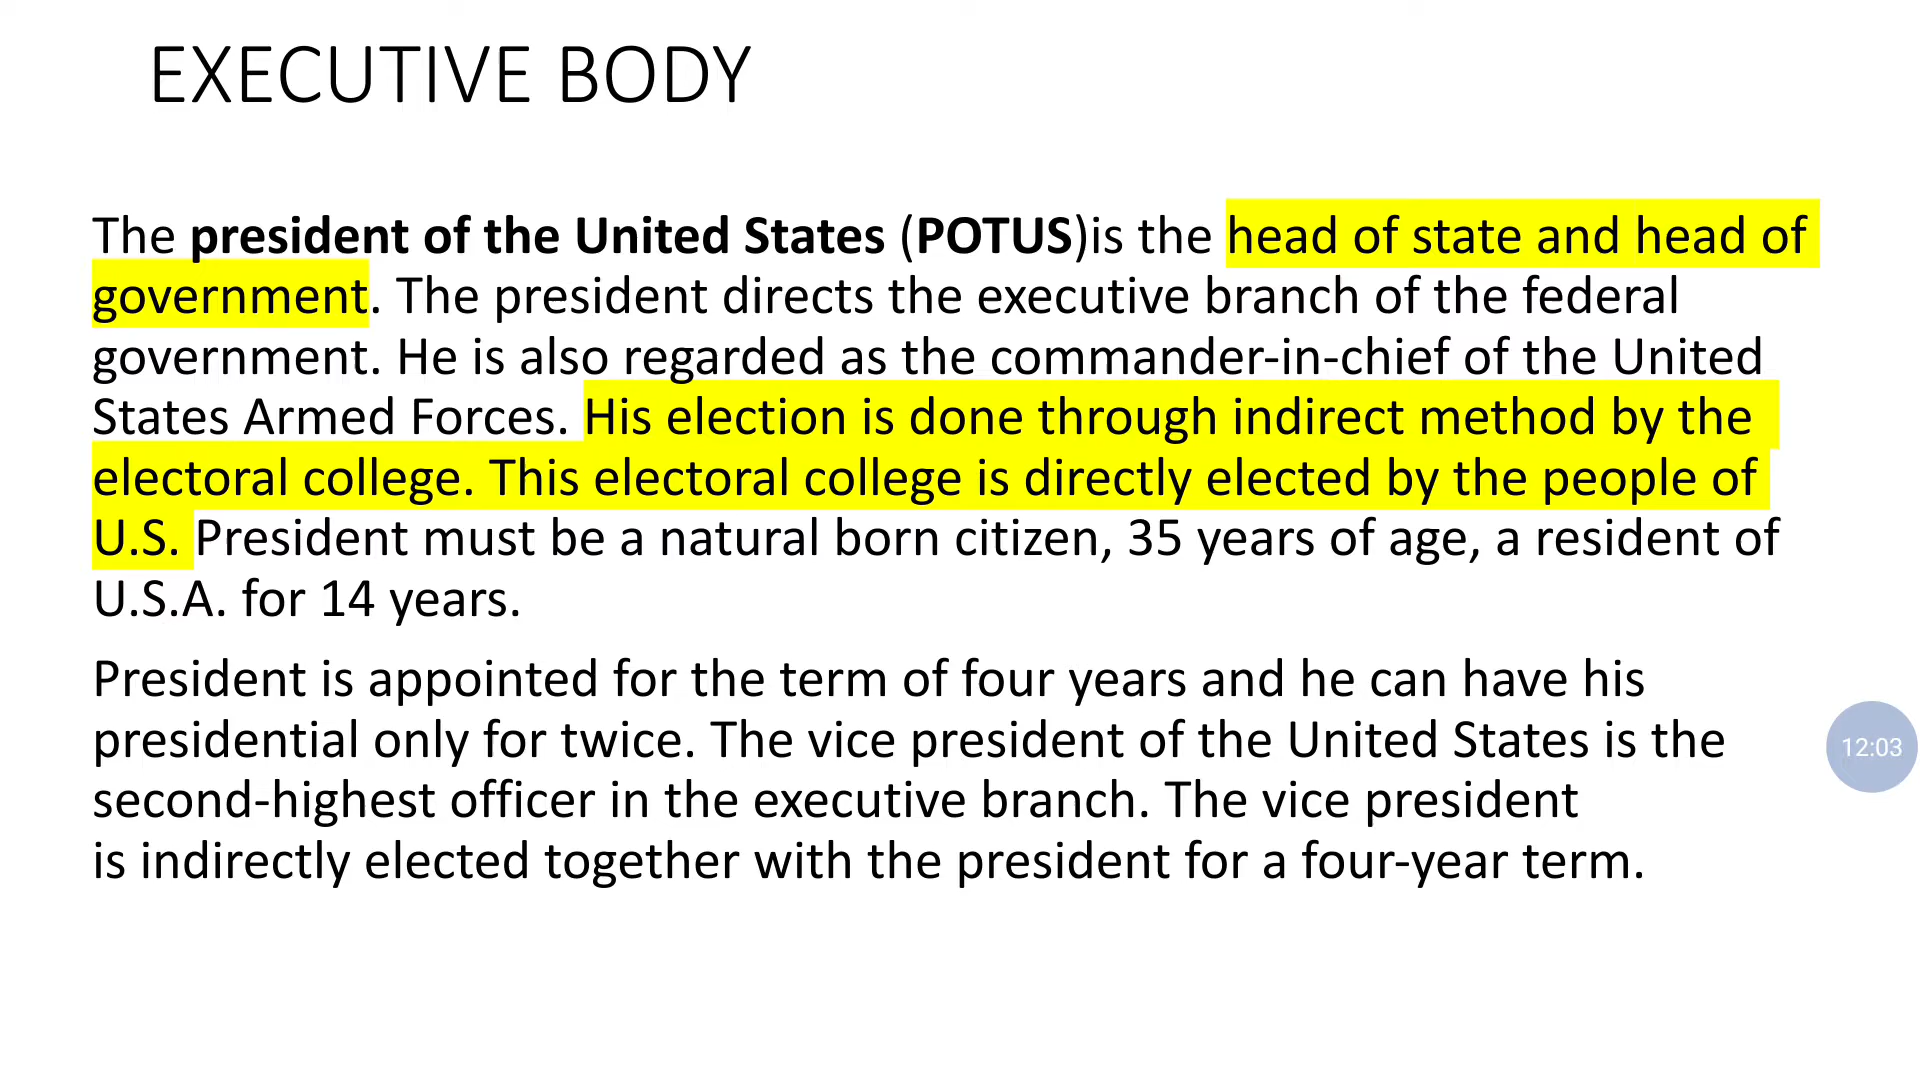 EXECUTIVE BODY
The president of the United States (POTUS)is the head of state and head of
government. The president directs the executive branch of the federal
government. He is also regarded as the commander-in-chief of the United
States Armed Forces. His election is done through indirect method by the
electoral college. This electoral college is directly elected by the people of
U.S. President must be a natural born citizen, 35 years of age, a resident of
U.S.A. for 14 years.
President is appointed for the term of four years and he can have his
presidential only for twice. The vice president of the United States is the
second-highest officer in the executive branch. The vice president
is indirectly elected together with the president for a four-year term.
12:03